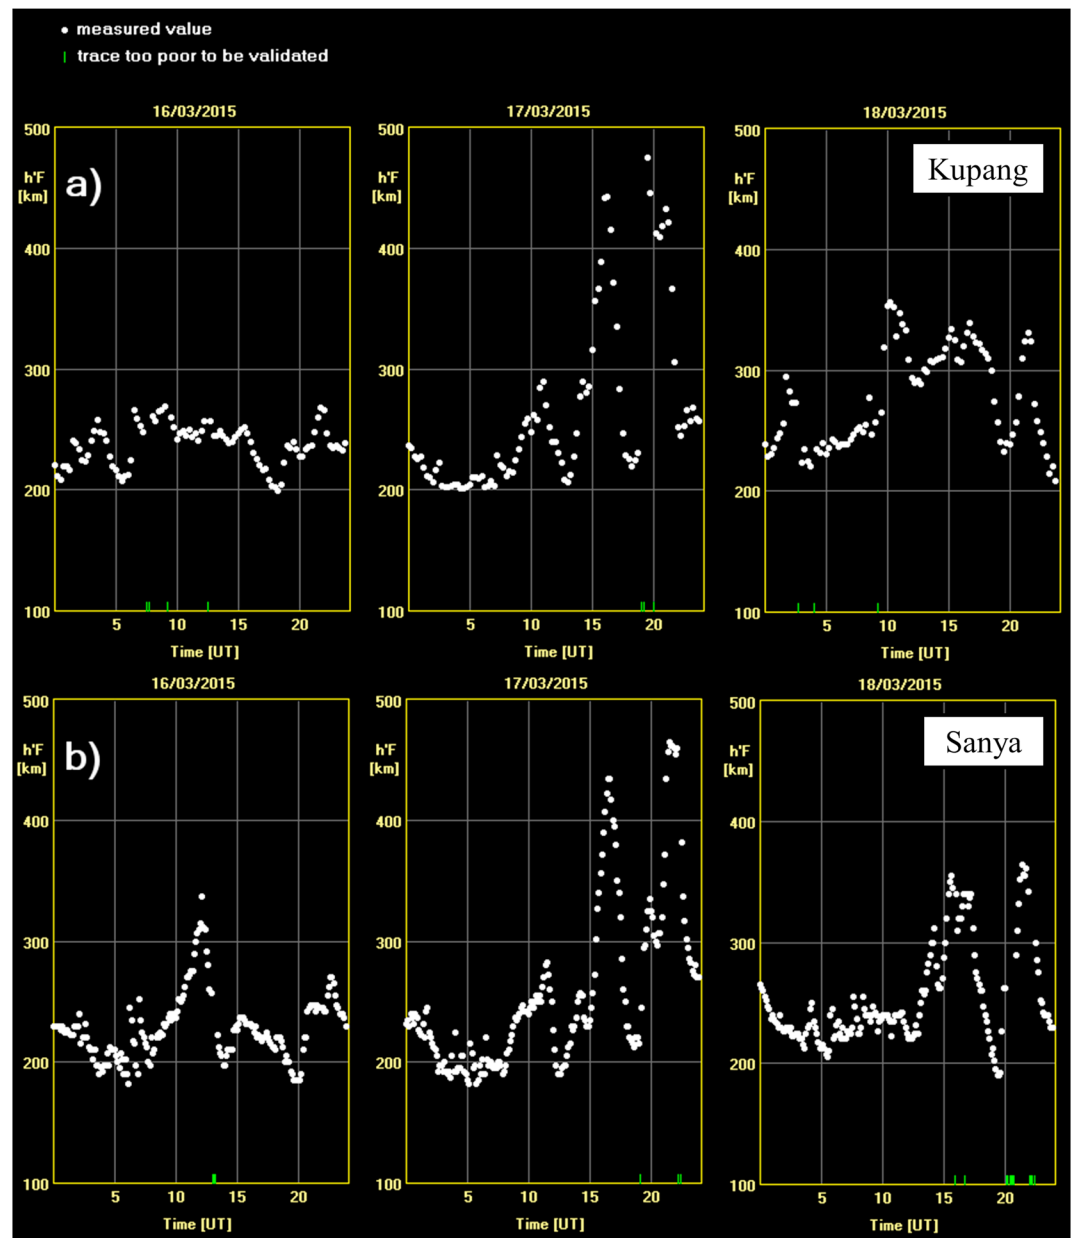 measured value
trace too poor to be validated
16/03/2015
17/03/2015
18/03/2015
500
h'F
[km]
400
300
200
100
a)
5
10
15
20
Time [UT]
500
h'F
[km]
400
300
200
100
5
10
15
20
Time [UT]
500
h'F
[km]
400
300
200
100
Kupang
5
10
15
20
Time [UT]
16/03/2015
17/03/2015
18/03/2015
500
h'F
[km]
400
300
200
100
b)
5
10
15
20
Time [UT]
500
h'F
[km]
400
300
200
100
5
10
15
20
Time [UT]
500
h'F
[km]
400
300
200
100
Sanya
5
10
15
20
Time [UT]